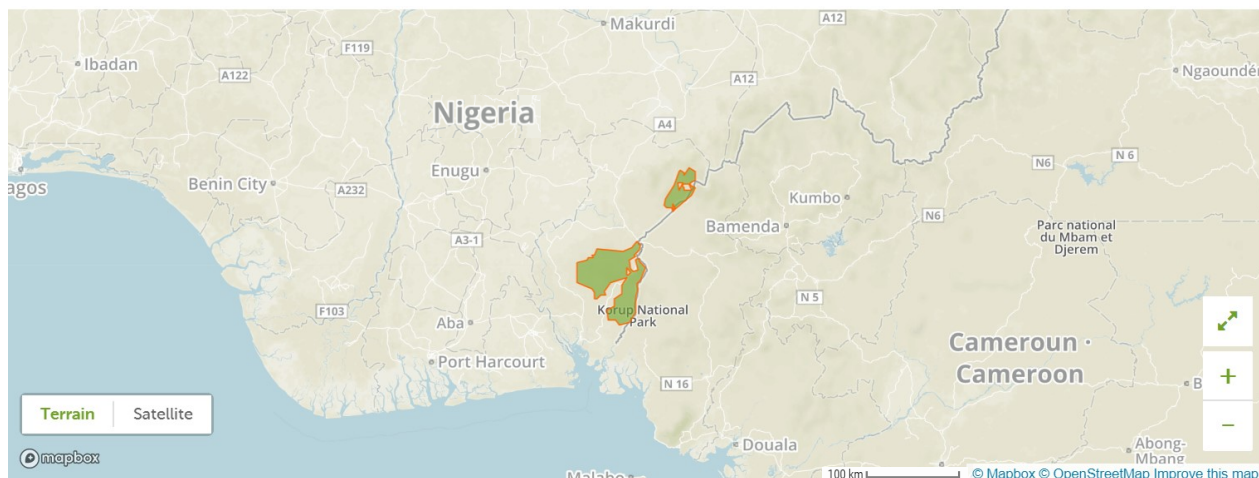 Makurdi
A12
A12
F119
Ibadan
A122
Ngaoundér
Nigeria
A4
N6
N 6
Enugu
agos
Benin City
A232
Kumbo
N6
Bamenda
Parc national
du Mbam et
Djerem
A3-1
N 5
F103
Korup National
Park
Aba
Port Harcourt
Cameroun ·
Cameroon
N 16
B
+
−
Terrain
Satellite
Douala
Abong-
Mbang
mapbox
Malabo
100 km
© Mapbox © OpenStreetMap Improve this map